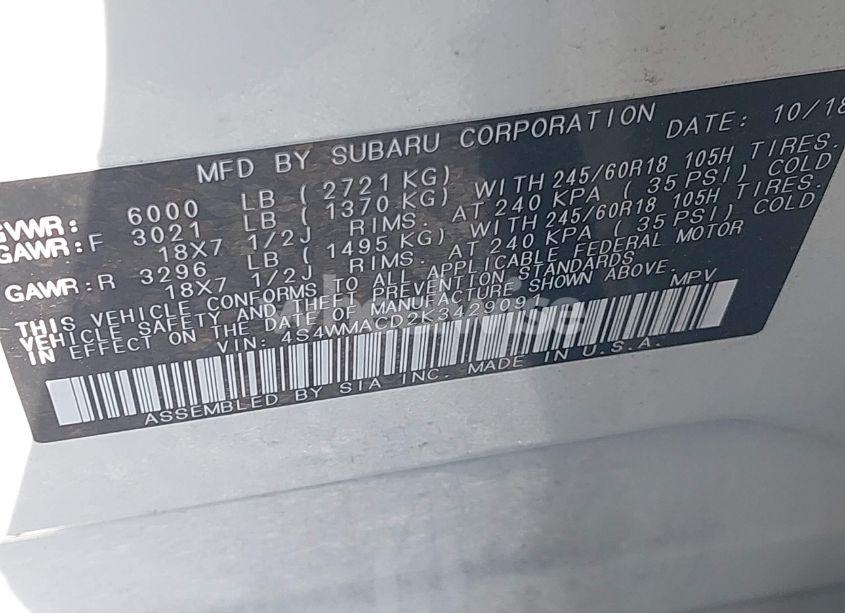 MFD BY SUBARU CORPORATION DATE: 10/18
GVWR: 6000 LB ( 2721 KG)
GAWR: F 3021 LB ( 1370 KG) WITH 245/60R18 105H TIRES.
18X7 1/2J RIMS. AT 240 KPA ( 35 PSI) COLD
GAWR: R 3296 LB ( 1495 KG) WITH 245/60R18 105H TIRES.
18X7 1/2J RIMS. AT 240 KPA ( 35 PSI) COLD
THIS VEHICLE CONFORMS TO ALL APPLICABLE FEDERAL MOTOR
VEHICLE SAFETY AND THEFT PREVENTION STANDARDS
IN EFFECT ON THE DATE OF MANUFACTURE SHOWN ABOVE.
VIN: 4S4WMACD2K3429091 MPV
ASSEMBLED BY SIA INC. MADE IN U.S.A.